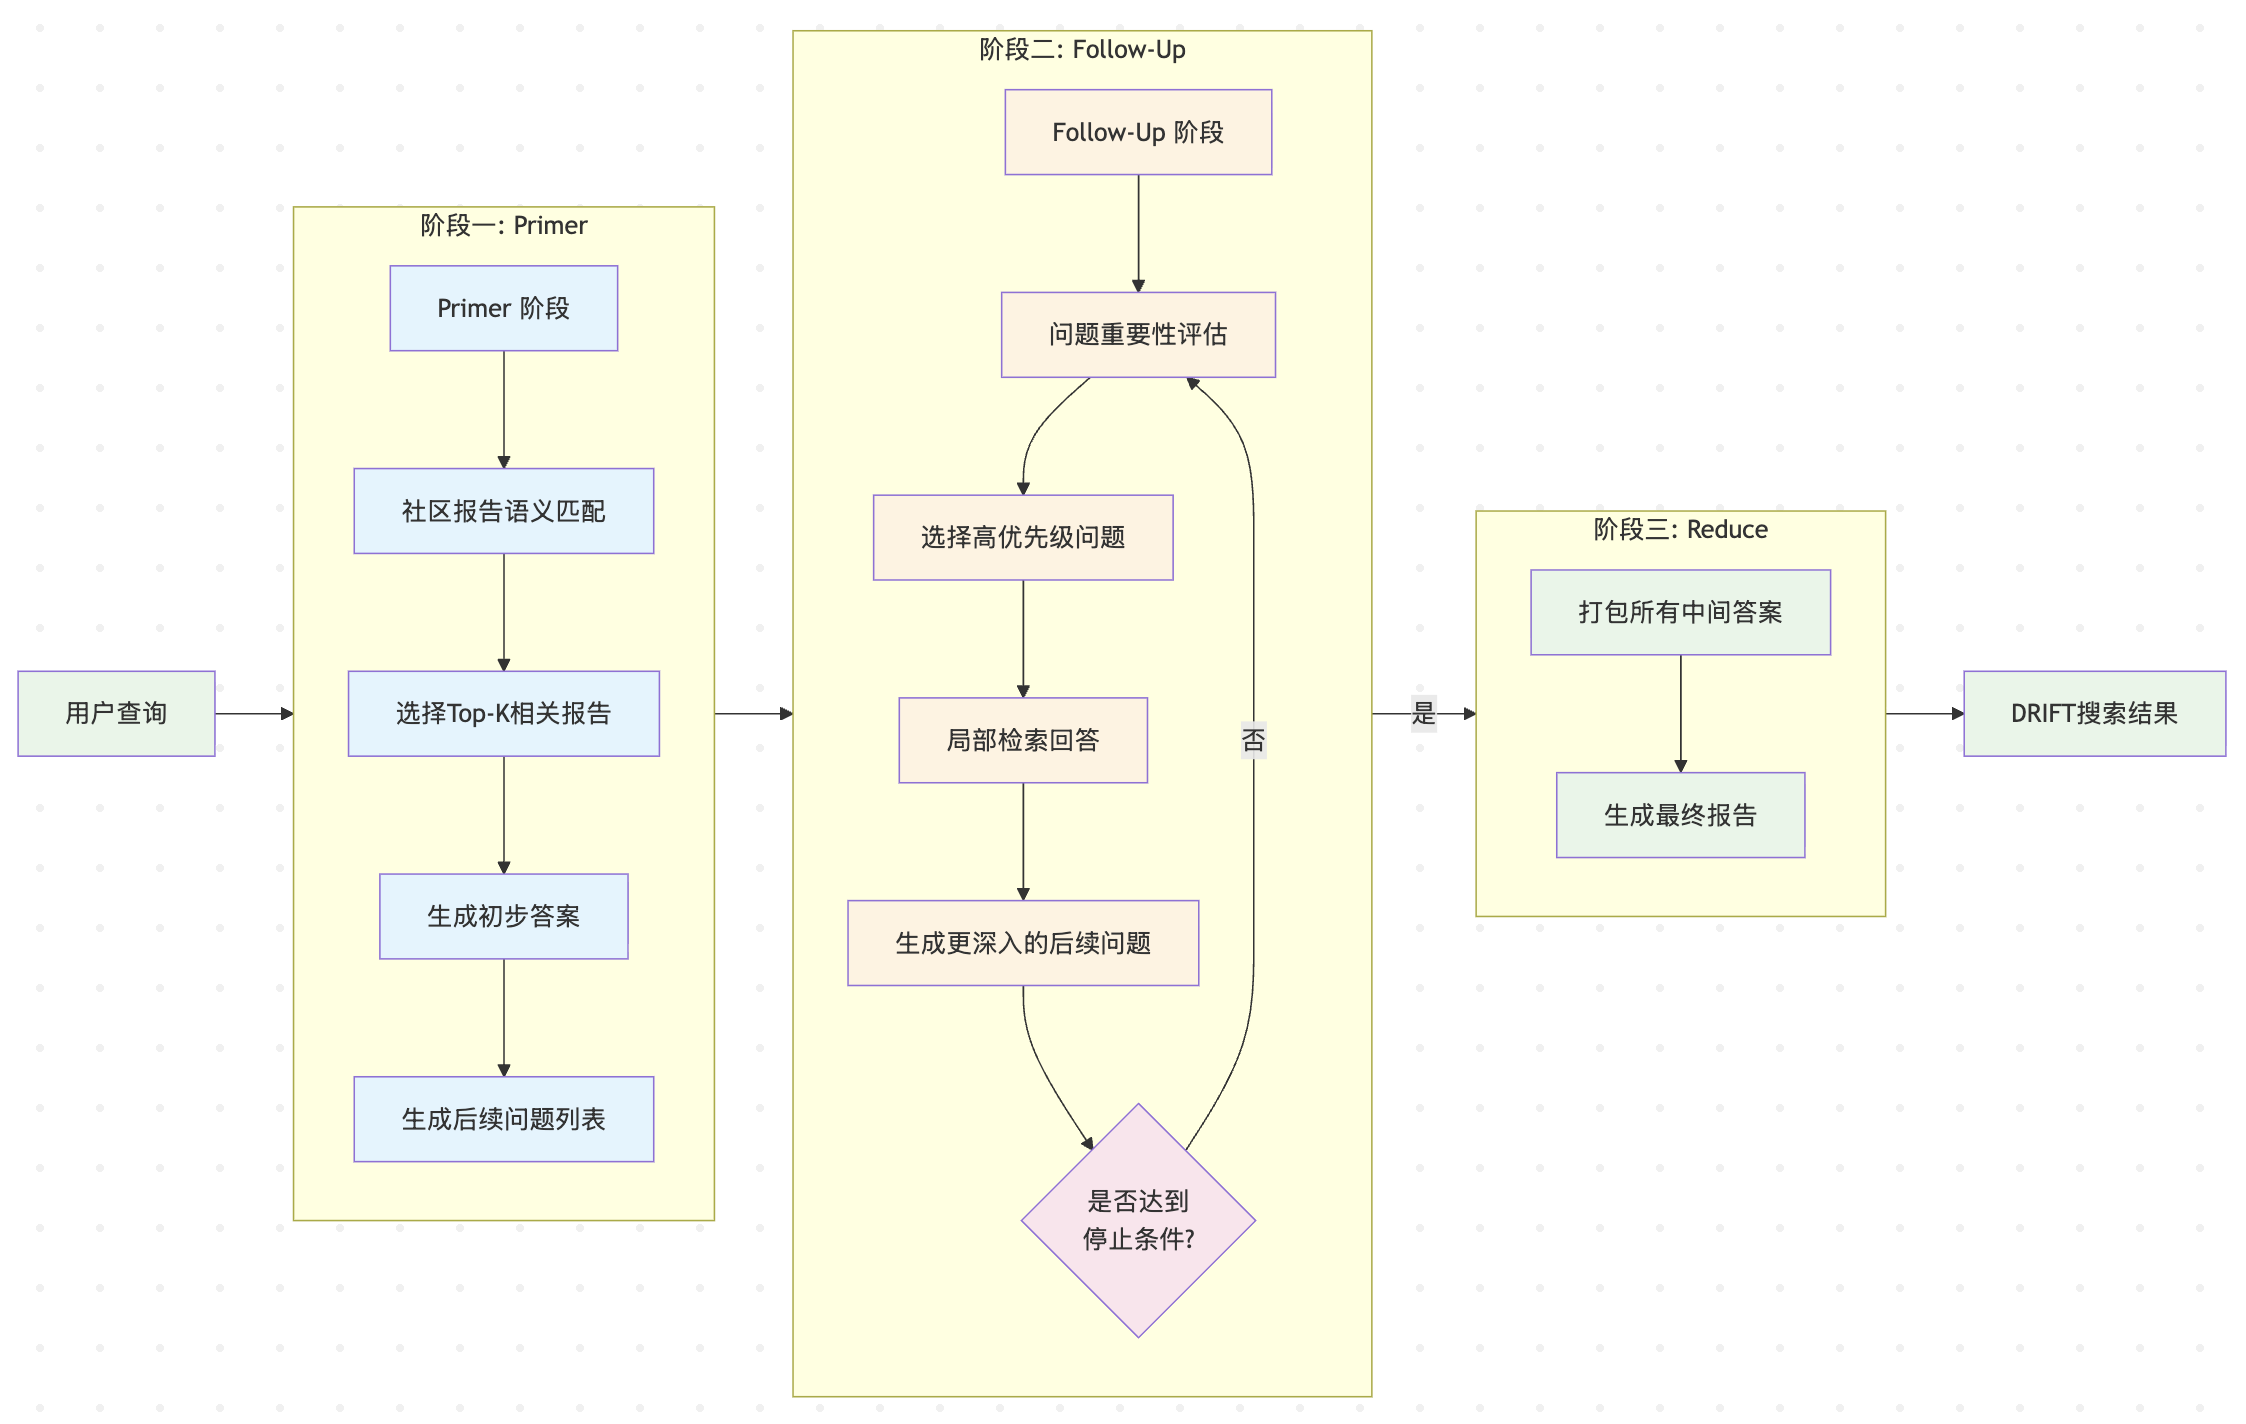 用户查询
阶段一: Primer
Primer 阶段
社区报告语义匹配
选择Top-K相关报告
生成初步答案
生成后续问题列表
阶段二: Follow-Up
Follow-Up 阶段
问题重要性评估
选择高优先级问题
局部检索回答
否
生成更深入的后续问题
是否达到
停止条件?
是
阶段三: Reduce
打包所有中间答案
生成最终报告
DRIFT搜索结果